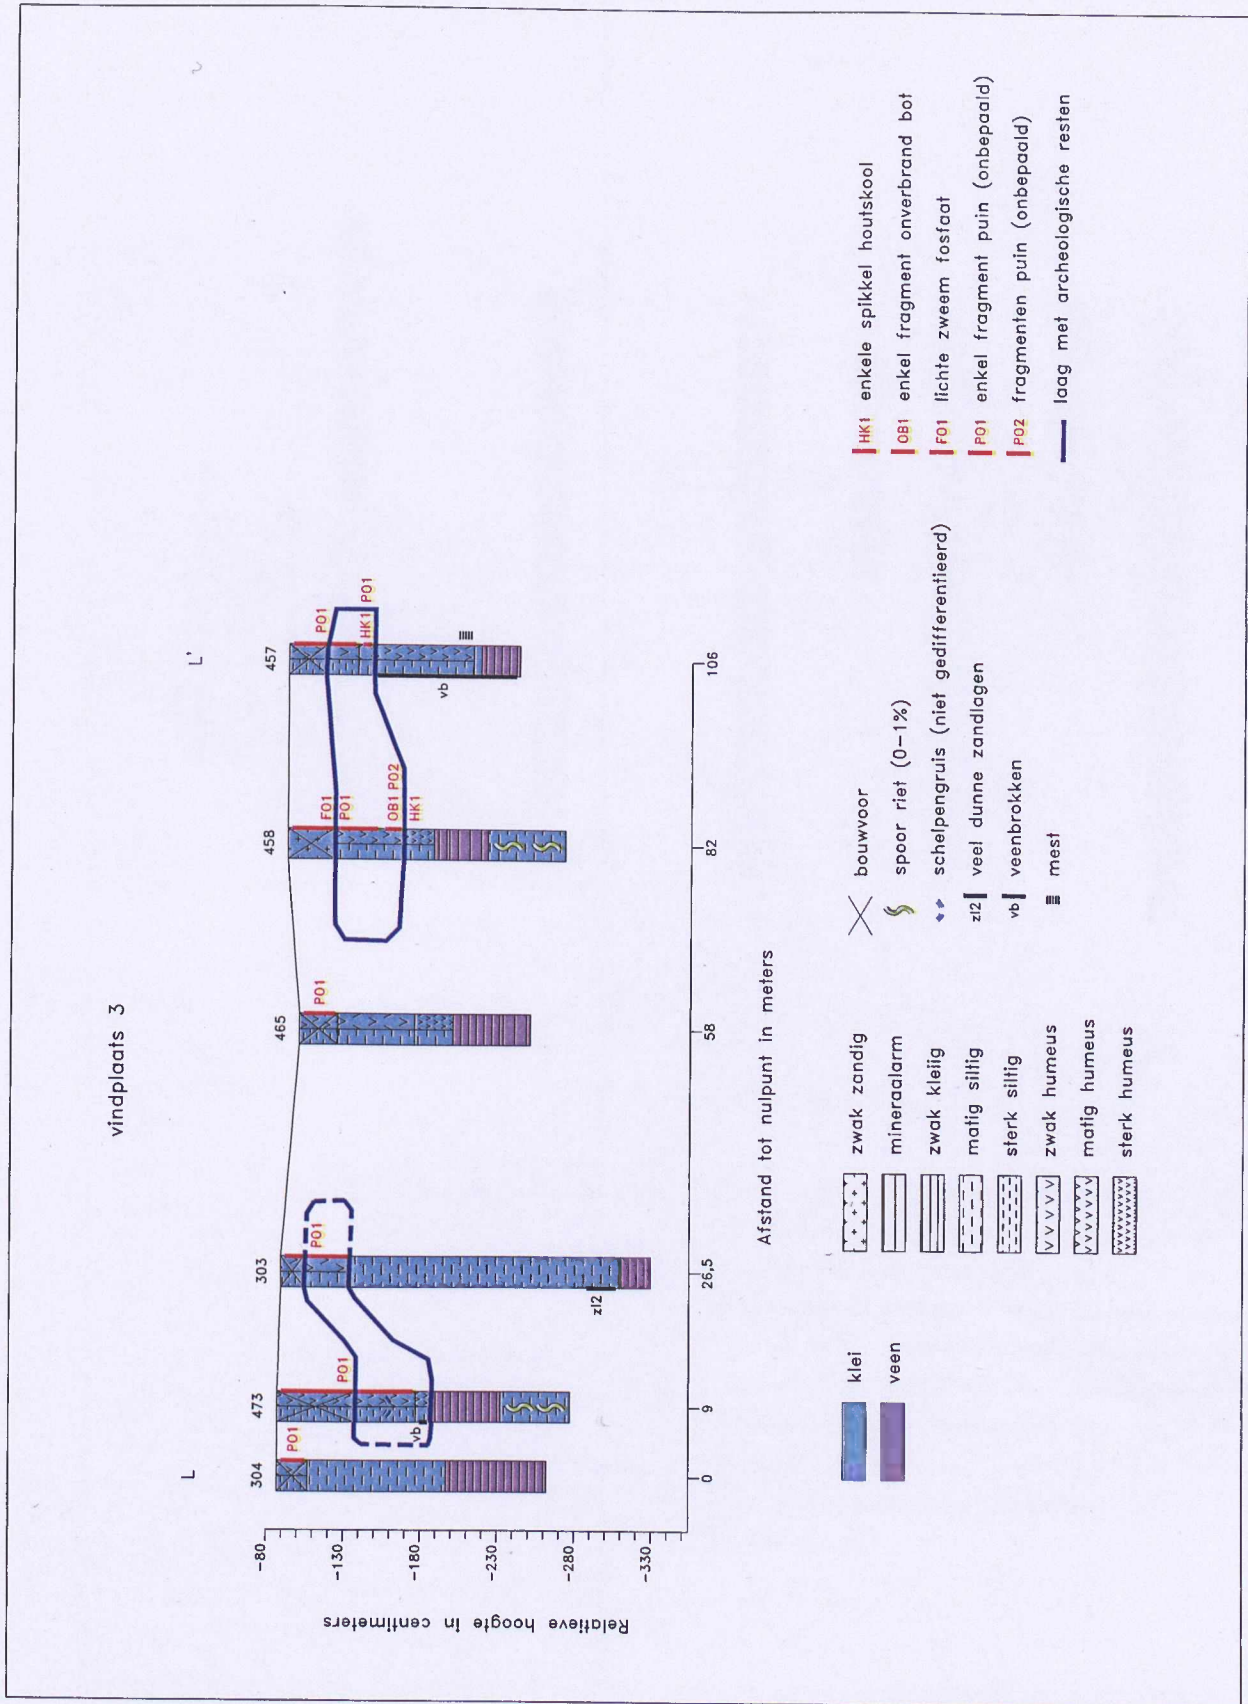 vindplaats 3
L
L'
304
473
303
465
458
457
PO1
PO1
PO1
PO1
FO1
PO1
OB1 PO2
HK1
PO1
HK1 PO1
vb
zl2
vb
Relatieve hoogte in centimeters
-80
-130
-180
-230
-280
-330
0
9
26,5
58
82
106
Afstand tot nulpunt in meters
klei
veen
zwak zandig
mineraalarm
zwak kleiig
matig siltig
sterk siltig
zwak humeus
matig humeus
sterk humeus
bouwvoor
spoor riet (0-1%)
schelpengruis (niet gedifferentieerd)
zl2 veel dunne zandlagen
vb veenbrokken
mest
HK1 enkele spikkel houtskool
OB1 enkel fragment onverbrand bot
FO1 lichte zweem fosfaat
PO1 enkel fragment puin (onbepaald)
PO2 fragmenten puin (onbepaald)
laag met archeologische resten